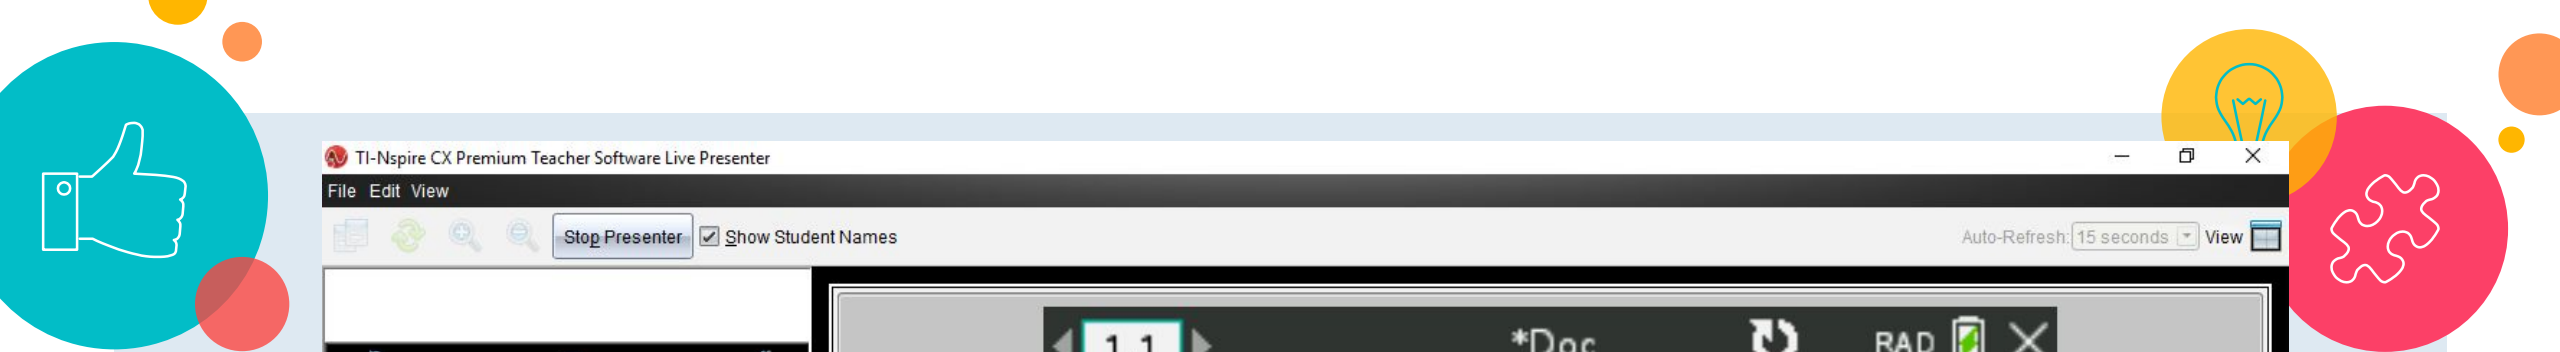 TI-Nspire CX Premium Teacher Software Live Presenter
File Edit View
Stop Presenter Show Student Names Auto-Refresh: 15 seconds View
1.1 *Doc RAD